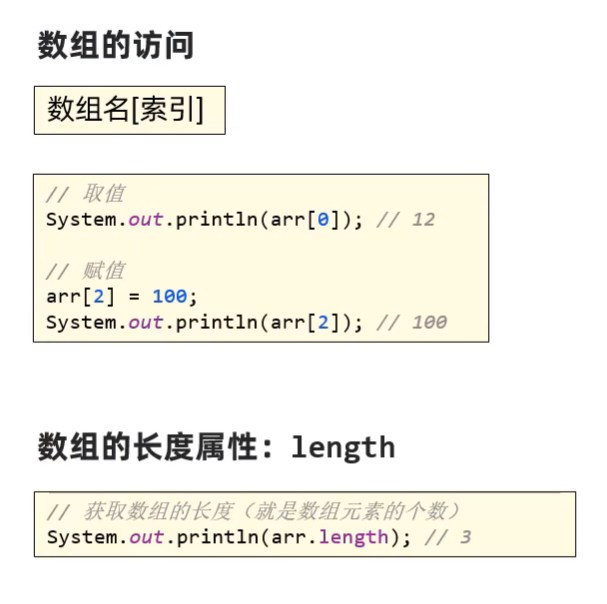 数组的访问
数组名[索引]
// 取值
System.out.println(arr[0]); // 12
// 赋值
arr[2] = 100;
System.out.println(arr[2]); // 100
数组的长度属性：length
// 获取数组的长度（就是数组元素的个数）
System.out.println(arr.length); // 3